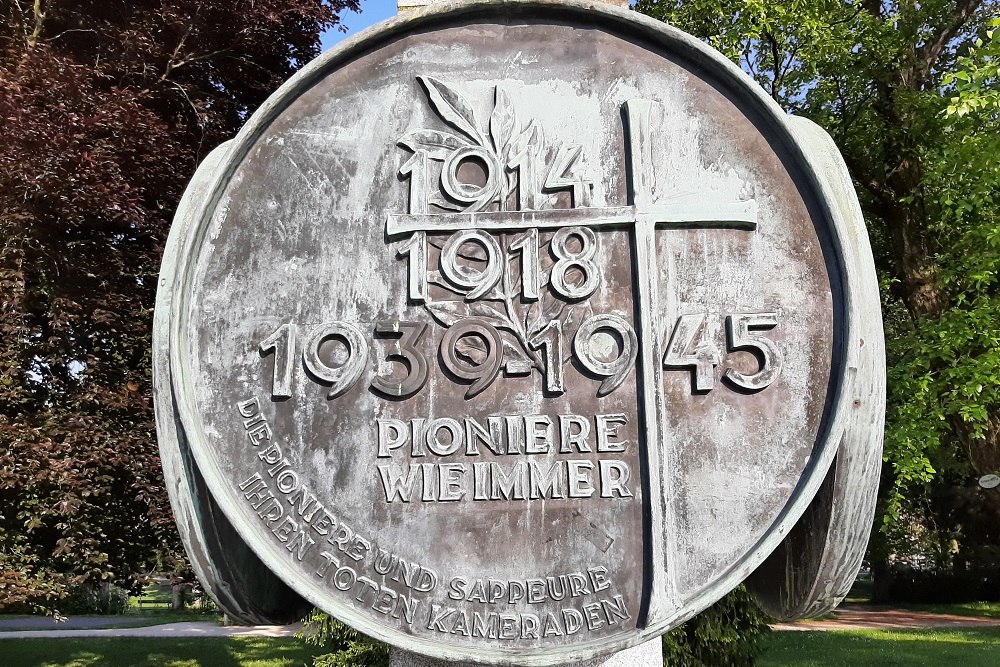 1914
1918
1939-1945
PIONIERE
WIE IMMER
DIE PIONIERE UND SAPPEURE
IHREN TOTEN KAMERADEN